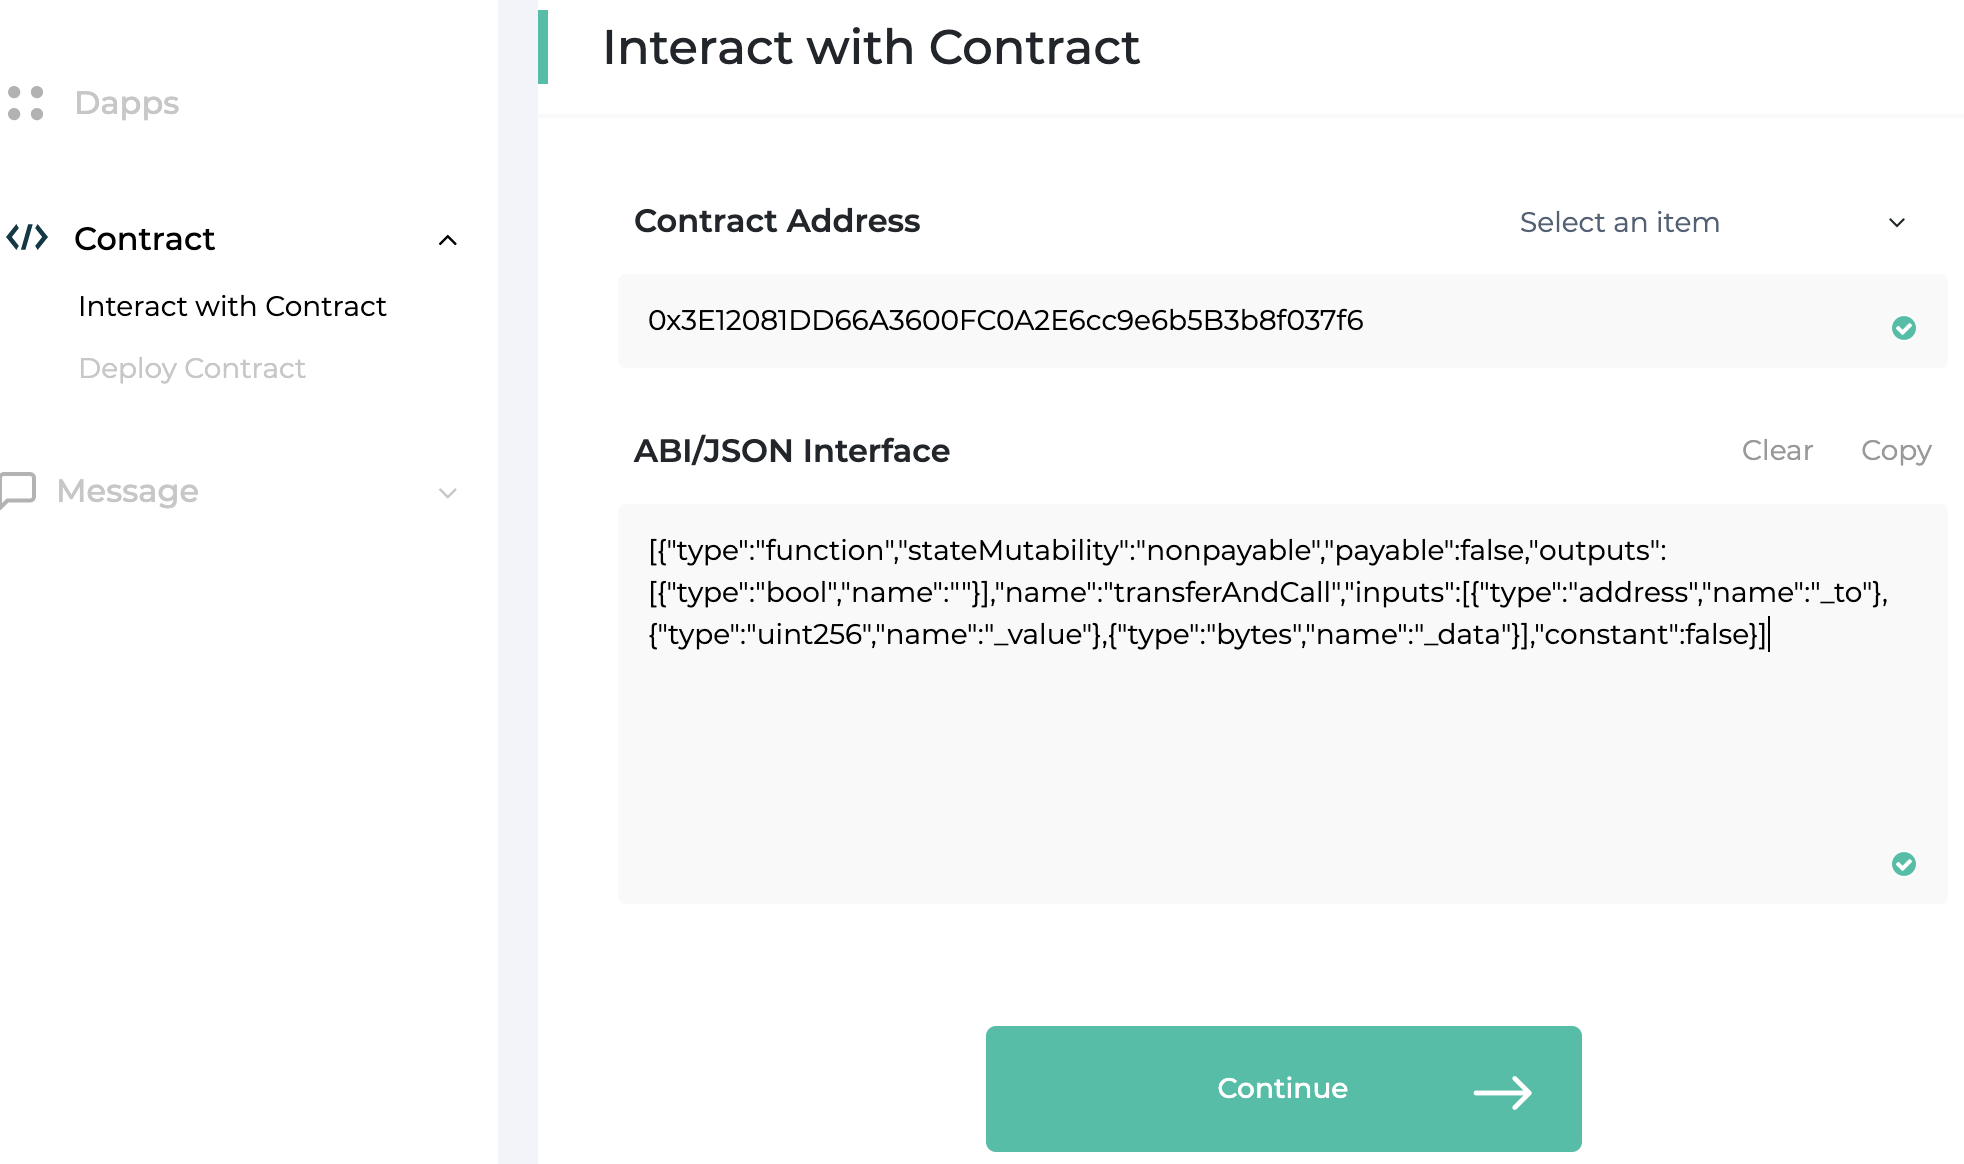 Dapps
Contract
Interact with Contract
Deploy Contract
Message
Interact with Contract
Contract Address
Select an item
0x3E12081DD66A3600FC0A2E6cc9e6b5B3b8f037f6
ABI/JSON Interface
Clear
Copy
[{"type":"function","stateMutability":"nonpayable","payable":false,"outputs":
[{"type":"bool","name":""}],"name":"transferAndCall","inputs":[{"type":"address","name":"_to"},
{"type":"uint256","name":"_value"},{"type":"bytes","name":"_data"}],"constant":false}]
Continue